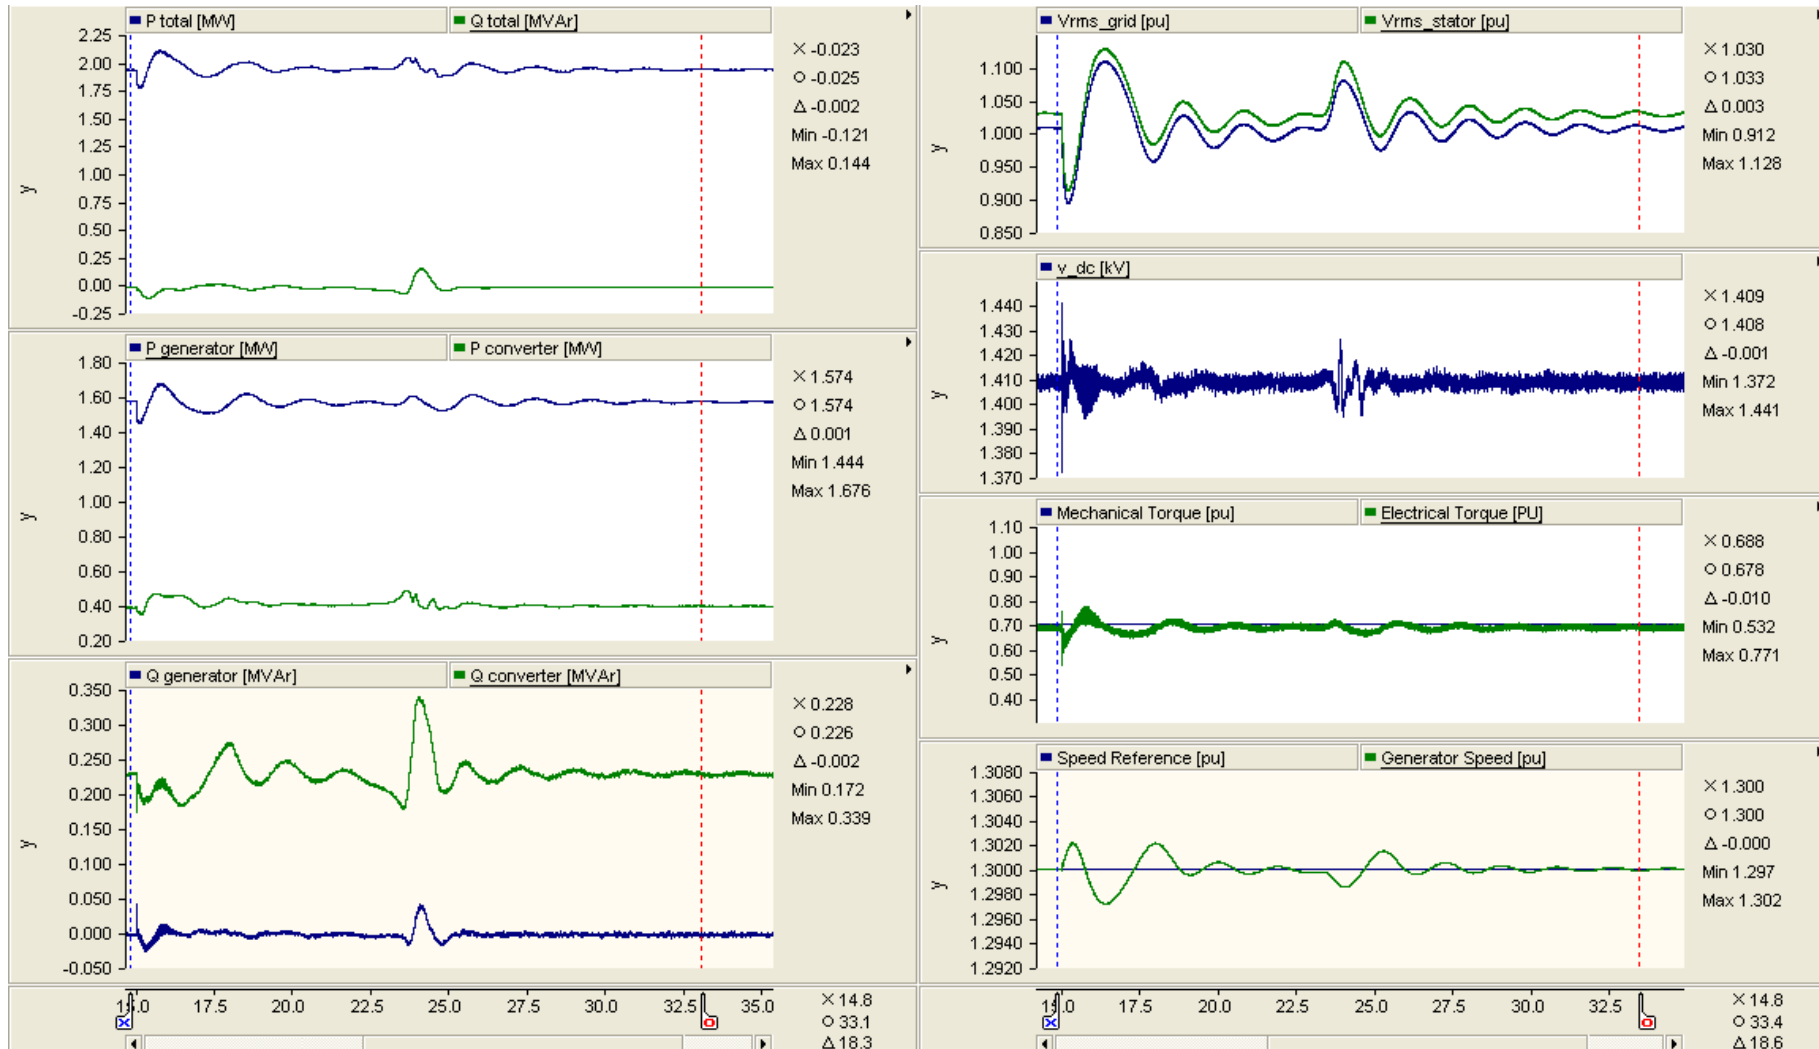 P total [MW] Q total [MVAr]
2.25
2.00
1.75
1.50
1.25
1.00
0.75
0.50
0.25
0.00
-0.25
y
× -0.023
O -0.025
Δ -0.002
Min -0.121
Max 0.144
P generator [MW] P converter [MW]
1.80
1.60
1.40
1.20
1.00
0.80
0.60
0.40
0.20
y
× 1.574
O 1.574
Δ 0.001
Min 1.444
Max 1.676
Q generator [MVAr] Q converter [MVAr]
0.350
0.300
0.250
0.200
0.150
0.100
0.050
0.000
-0.050
y
× 0.228
O 0.226
Δ -0.002
Min 0.172
Max 0.339
17.5 20.0 22.5 25.0 27.5 30.0 32.5 35.0
× 14.8
O 33.1
Δ 18.3
Vrms_grid [pu] Vrms_stator [pu]
1.100
1.050
1.000
0.950
0.900
0.850
y
× 1.030
O 1.033
Δ 0.003
Min 0.912
Max 1.128
v_dc [kV]
1.440
1.430
1.420
1.410
1.400
1.390
1.380
1.370
y
× 1.409
O 1.408
Δ -0.001
Min 1.372
Max 1.441
Mechanical Torque [pu] Electrical Torque [PU]
1.10
1.00
0.90
0.80
0.70
0.60
0.50
0.40
y
× 0.688
O 0.678
Δ -0.010
Min 0.532
Max 0.771
Speed Reference [pu] Generator Speed [pu]
1.3080
1.3060
1.3040
1.3020
1.3000
1.2980
1.2960
1.2940
1.2920
y
× 1.300
O 1.300
Δ -0.000
Min 1.297
Max 1.302
17.5 20.0 22.5 25.0 27.5 30.0 32.5
× 14.8
O 33.4
Δ 18.6